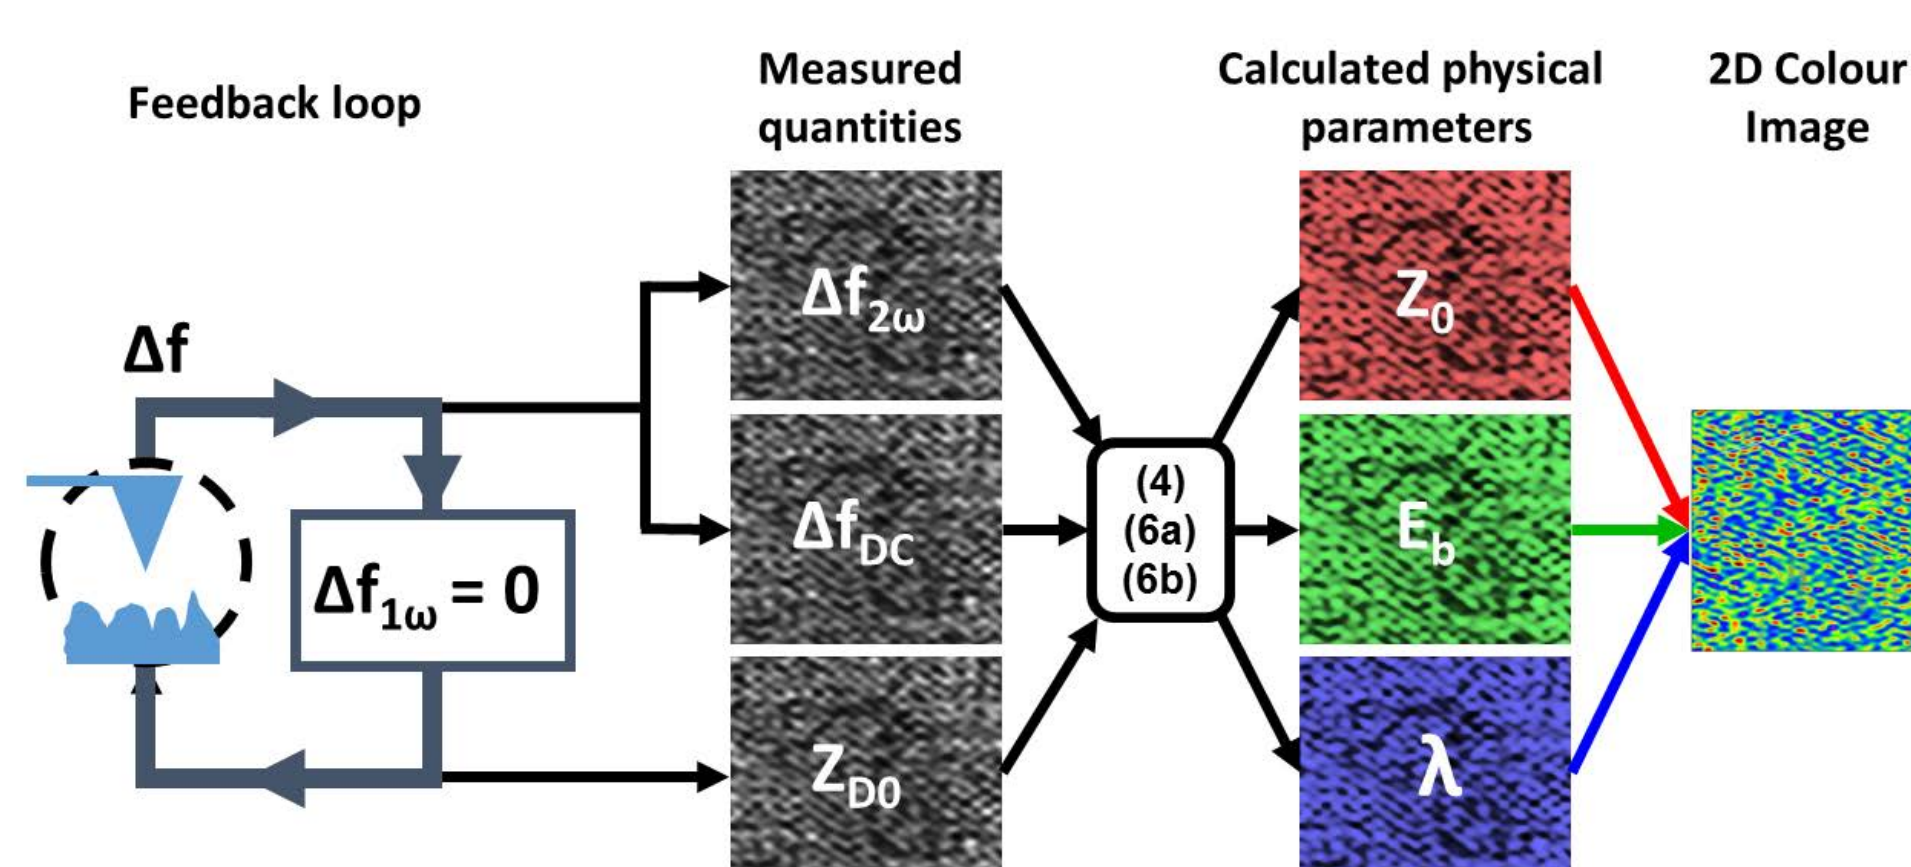 Feedback loop
Measured
quantities
Calculated physical
parameters
2D Colour
Image
Δf
Δf1ω = 0
Δf2ω
ΔfDC
ZD0
(4)
(6a)
(6b)
Z0
Eb
λ